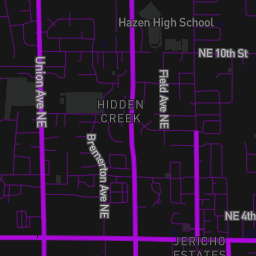 Hazen High School
NE 10th St
Union Ave NE
Field Ave NE
HIDDEN
CREEK
Bremerton Ave NE
NE 4th
JERICHO
ESTATES